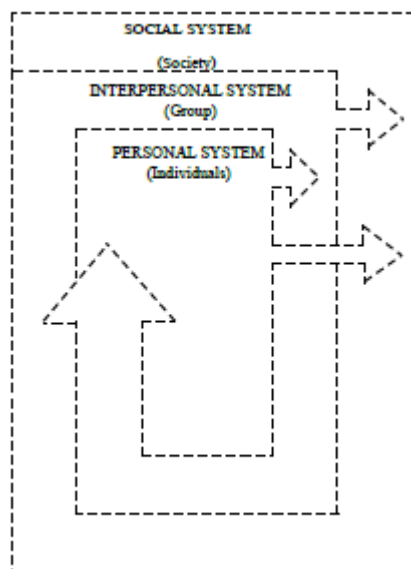 SOCIAL SYSTEM
(Society)
INTERPERSONAL SYSTEM
(Group)
PERSONAL SYSTEM
(Individuals)